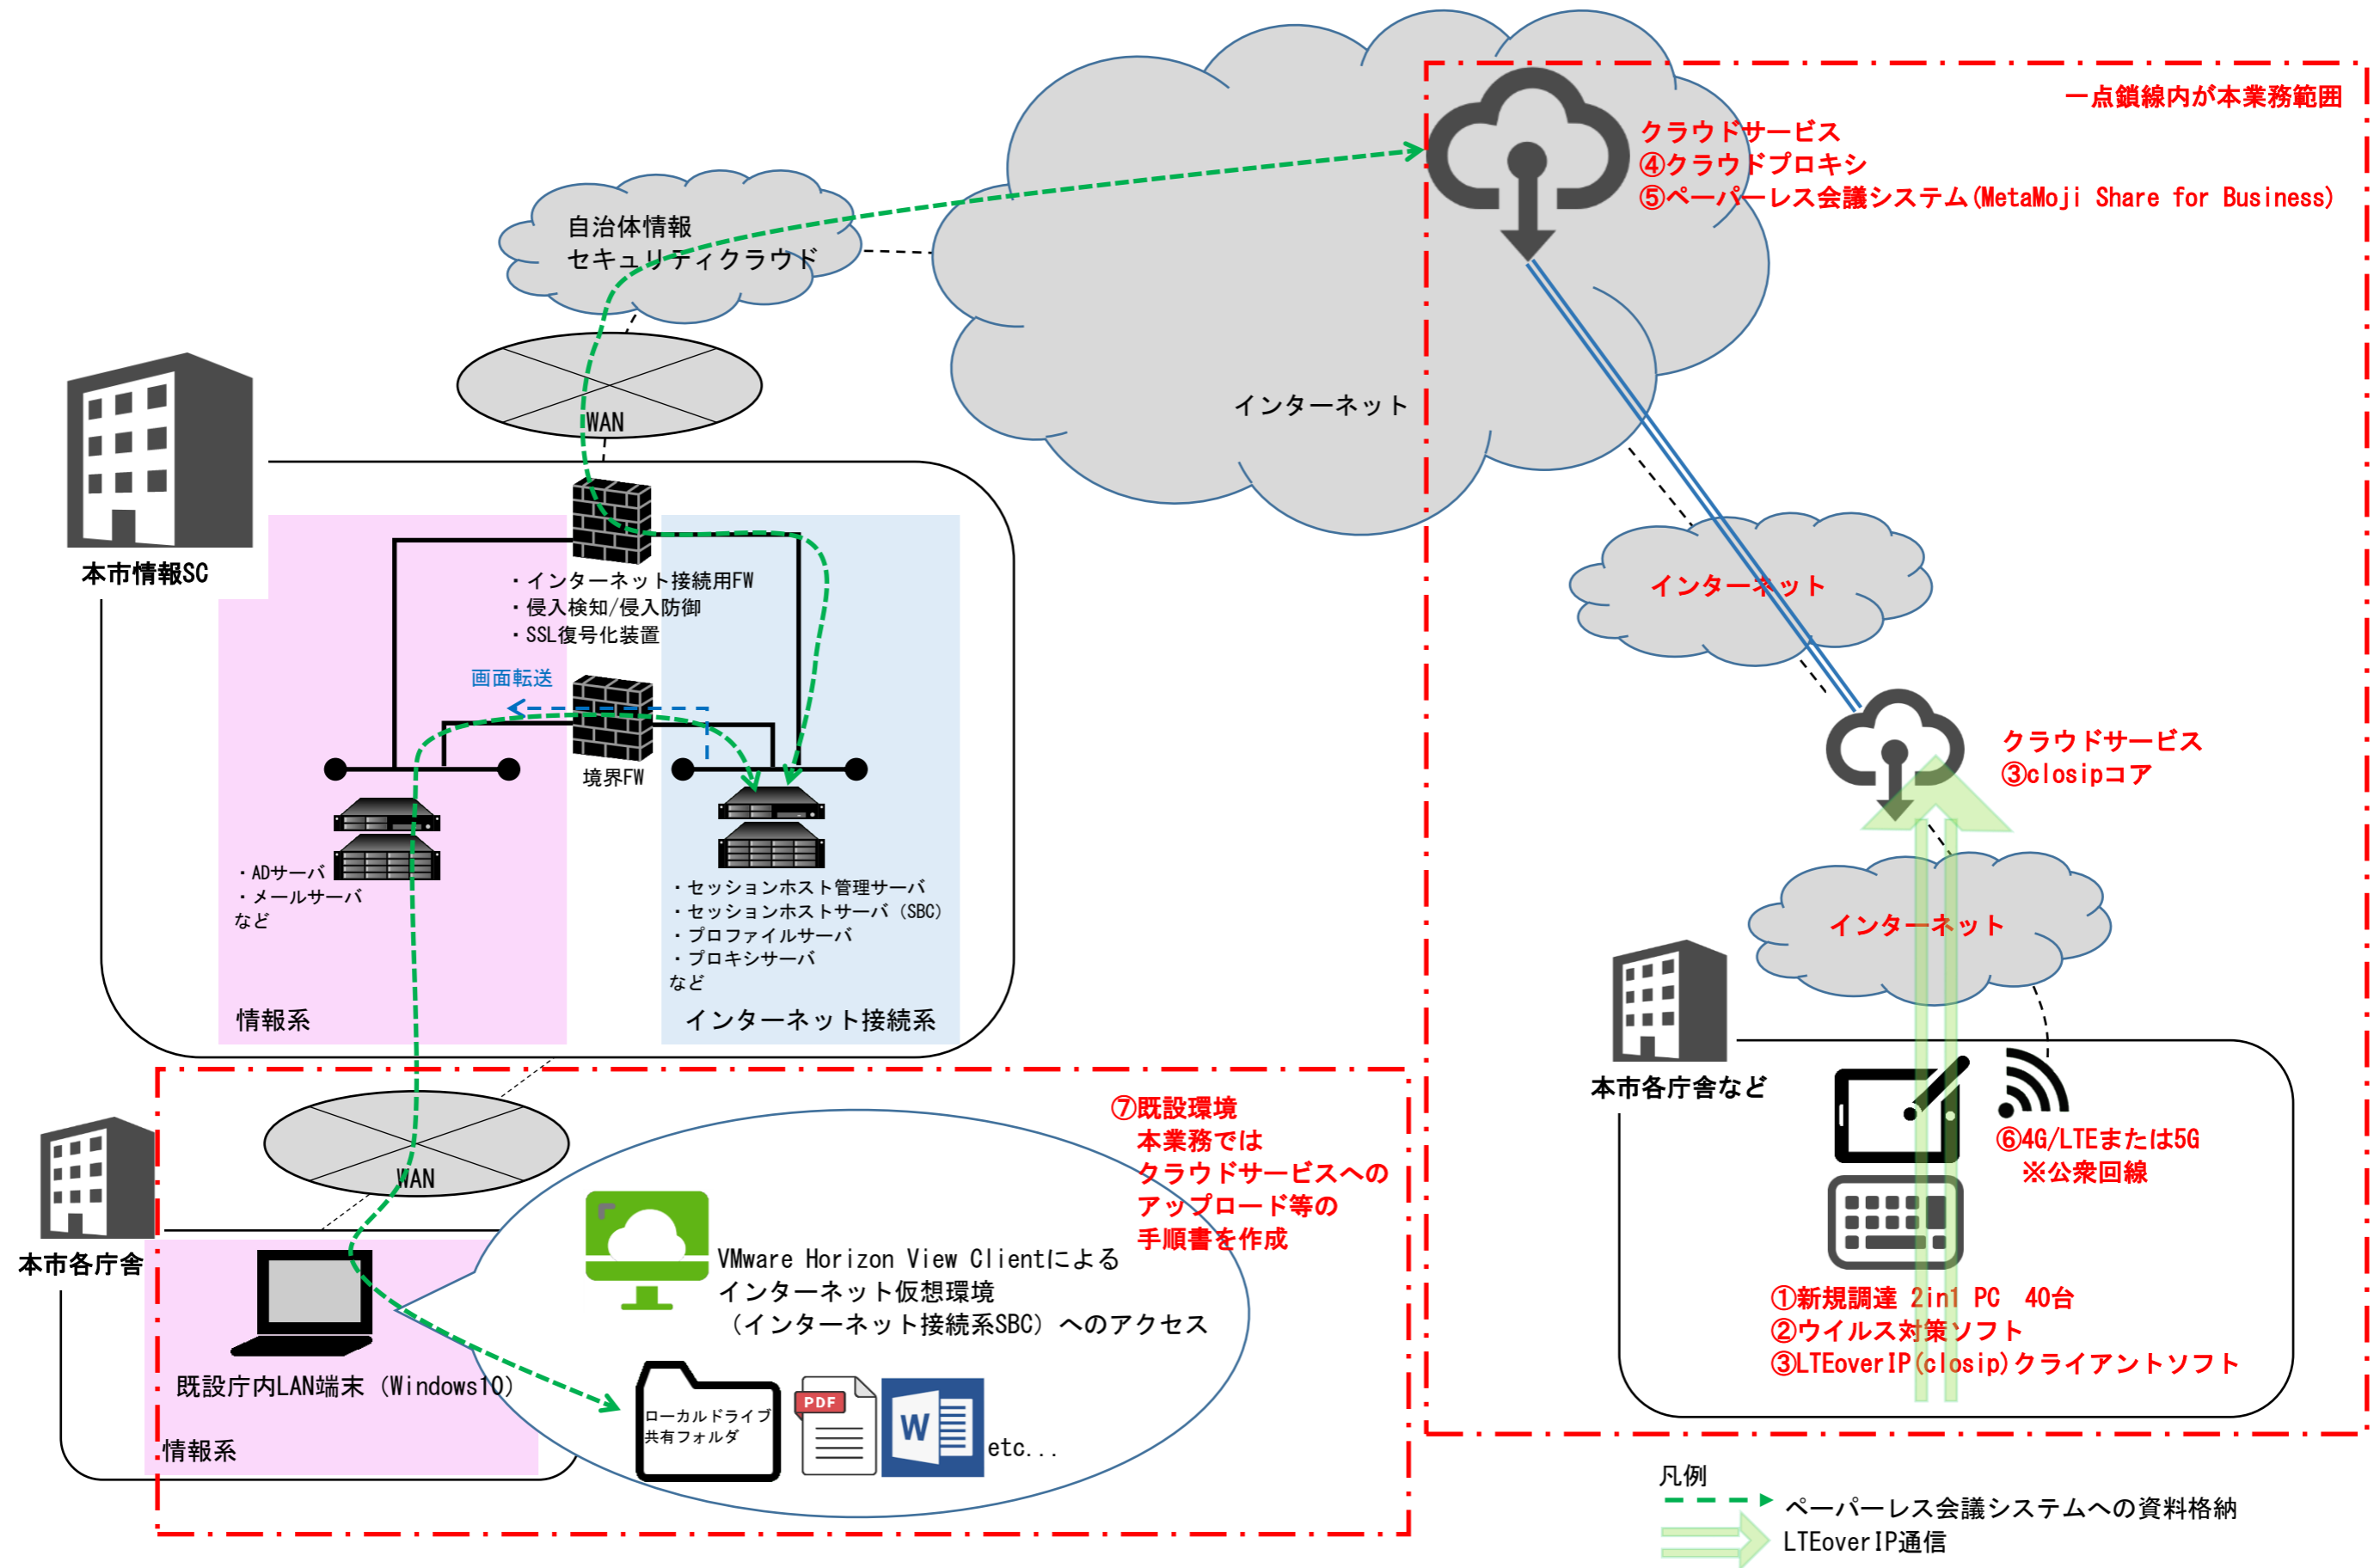 一点鎖線内が本業務範囲
クラウドサービス
④クラウドプロキシ
⑤ペーパーレス会議システム(MetaMoji Share for Business)
自治体情報
セキュリティクラウド
インターネット
WAN
本市情報SC
・インターネット接続用FW
・侵入検知/侵入防御
・SSL復号化装置
画面転送
境界FW
・ADサーバ
・メールサーバ
など
・セッションホスト管理サーバ
・セッションホストサーバ（SBC）
・プロファイルサーバ
・プロキシサーバ
など
情報系
インターネット接続系
インターネット
クラウドサービス
③closipコア
インターネット
本市各庁舎など
⑥4G/LTEまたは5G
※公衆回線
①新規調達 2in1 PC　40台
②ウイルス対策ソフト
③LTEoverIP(closip)クライアントソフト
WAN
本市各庁舎
既設庁内LAN端末（Windows10）
情報系
⑦既設環境
本業務では
クラウドサービスへの
アップロード等の
手順書を作成
VMware Horizon View Clientによる
インターネット仮想環境
（インターネット接続系SBC）へのアクセス
ローカルドライブ
共有フォルダ
PDF
W
etc...
凡例
ペーパーレス会議システムへの資料格納
LTEoverIP通信